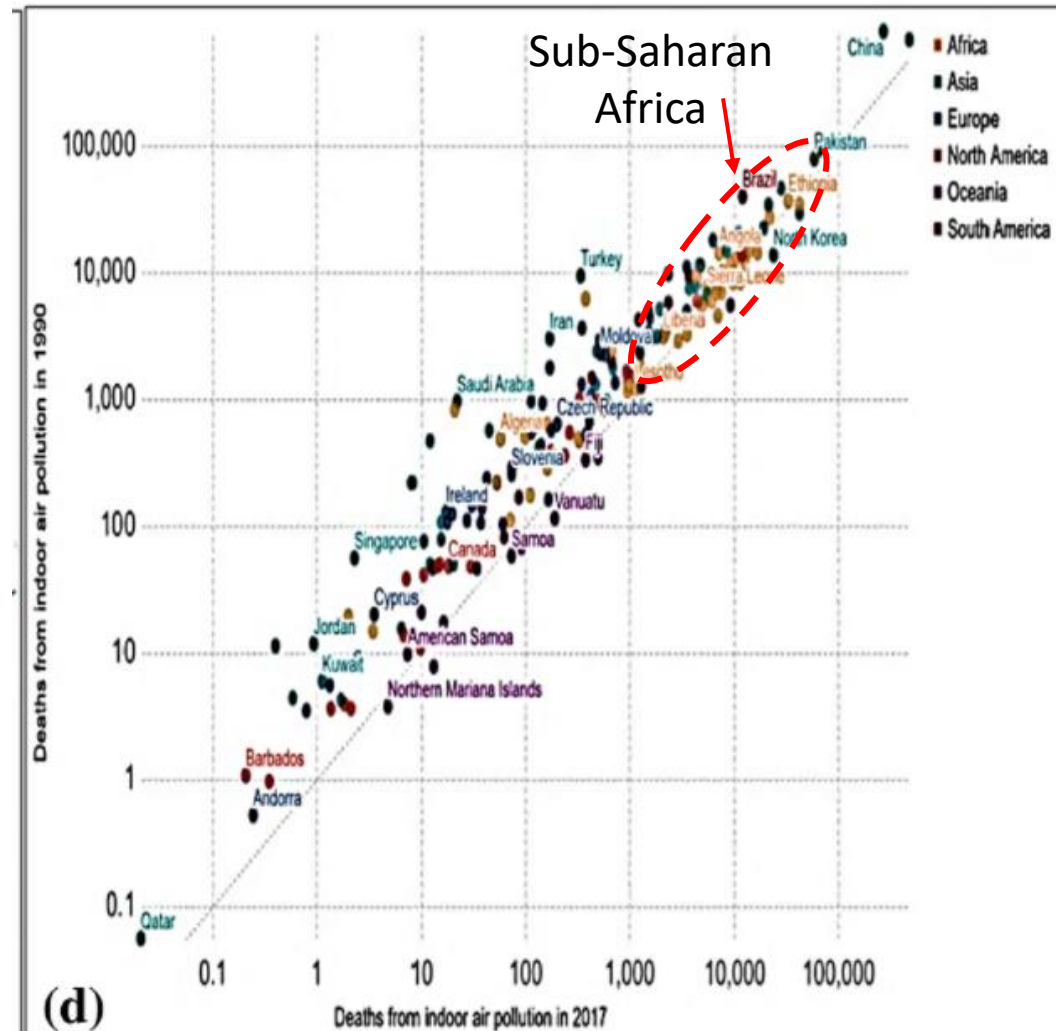 Sub-Saharan
Africa
China
Africa
Asia
Europe
North America
Oceania
South America
100,000
Pakistan
Brazil
Ethiopia
Angola
North Korea
Turkey
10,000
Sierra Leone
Iran
Liberia
Moldova
Lesotho
Saudi Arabia
1,000
Czech Republic
Algerian
Fiji
Slovenia
Ireland
Vanuatu
100
Singapore
Canada
Samoa
Cyprus
Jordan
American Samoa
10
Kuwait
Northern Mariana Islands
Barbados
1
Andorra
0.1
Qatar
Deaths from indoor air pollution in 1990
0.1 1 10 100 1,000 10,000 100,000
(d)
Deaths from indoor air pollution in 2017